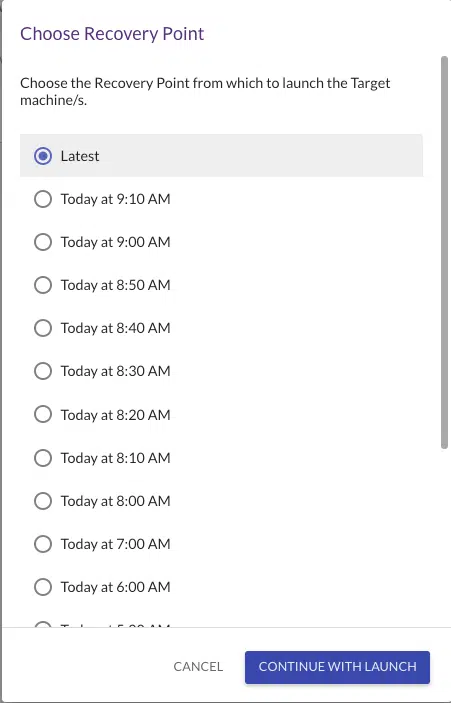 Choose Recovery Point
Choose the Recovery Point from which to launch the Target
machine/s.
Latest
Today at 9:10 AM
Today at 9:00 AM
Today at 8:50 AM
Today at 8:40 AM
Today at 8:30 AM
Today at 8:20 AM
Today at 8:10 AM
Today at 8:00 AM
Today at 7:00 AM
Today at 6:00 AM
CANCEL
CONTINUE WITH LAUNCH